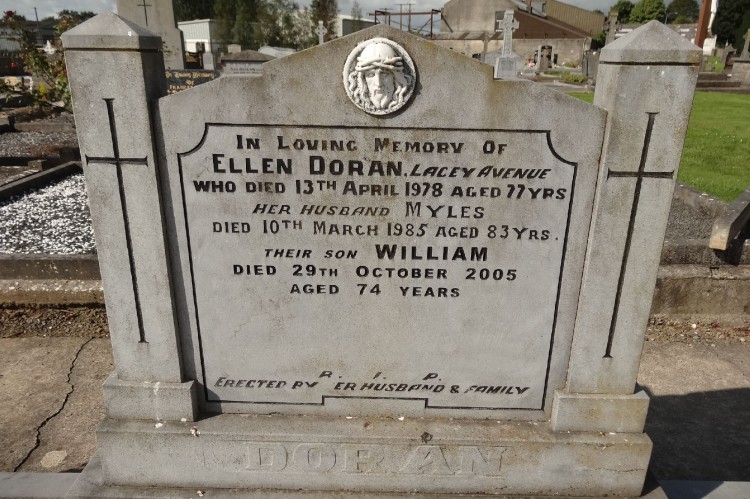 In Loving Memory Of
Ellen Doran, Lacey Avenue
who died 13th April 1978 aged 77yrs
her husband Myles
died 10th March 1985 aged 83yrs.
their son William
died 29th October 2005
aged 74 years
R. I. P.
Erected by er husband & family
DORAN